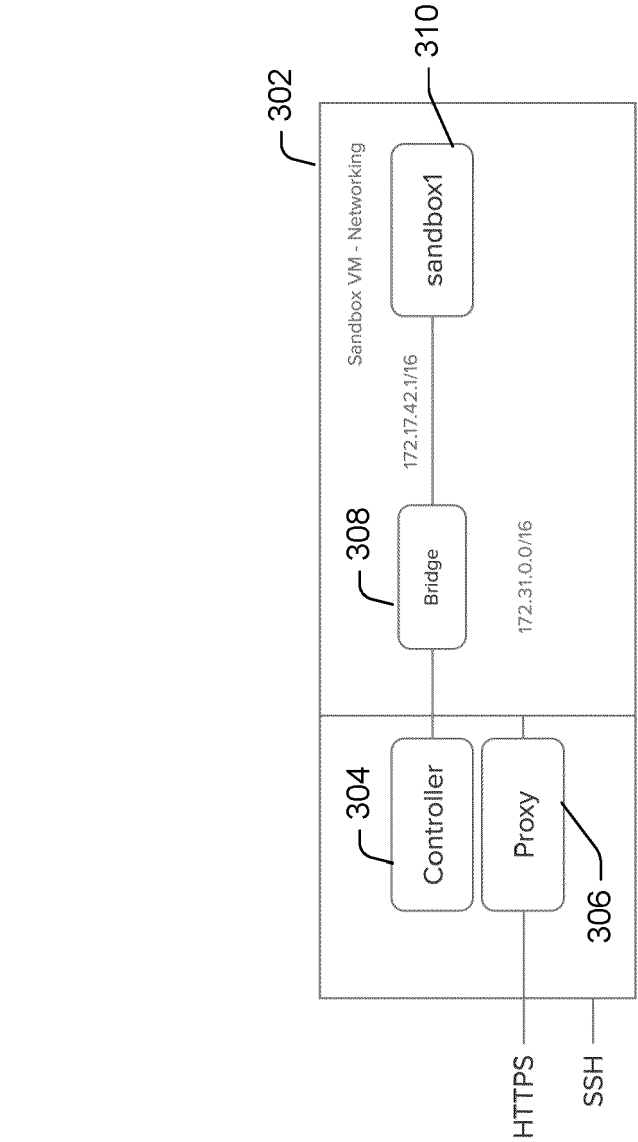 302
Sandbox VM - Networking
310
sandbox1
172.17.42.1/16
308
Bridge
172.31.0.0/16
304
Controller
Proxy
306
HTTPS
SSH